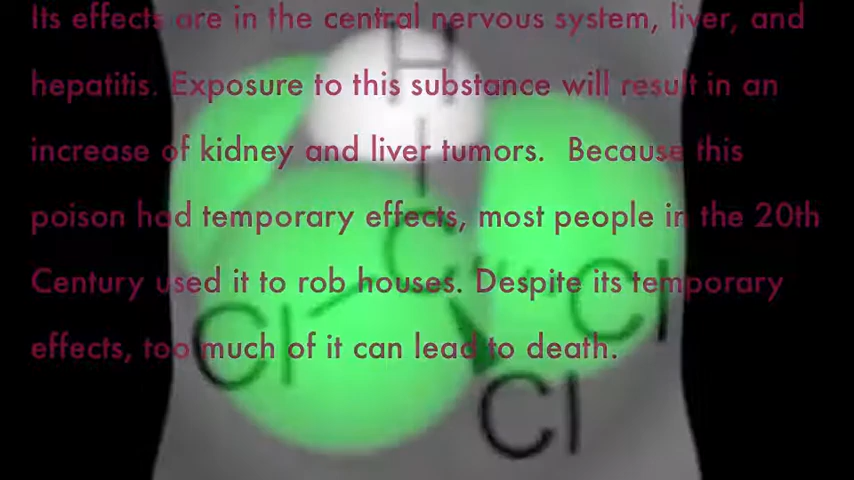 Its effects are in the central nervous system, liver, and
hepatitis. Exposure to this substance will result in an
increase of kidney and liver tumors.  Because this
poison had temporary effects, most people in the 20th
Century used it to rob houses. Despite its temporary
effects, too much of it can lead to death.
H
C
Cl
Cl
Cl